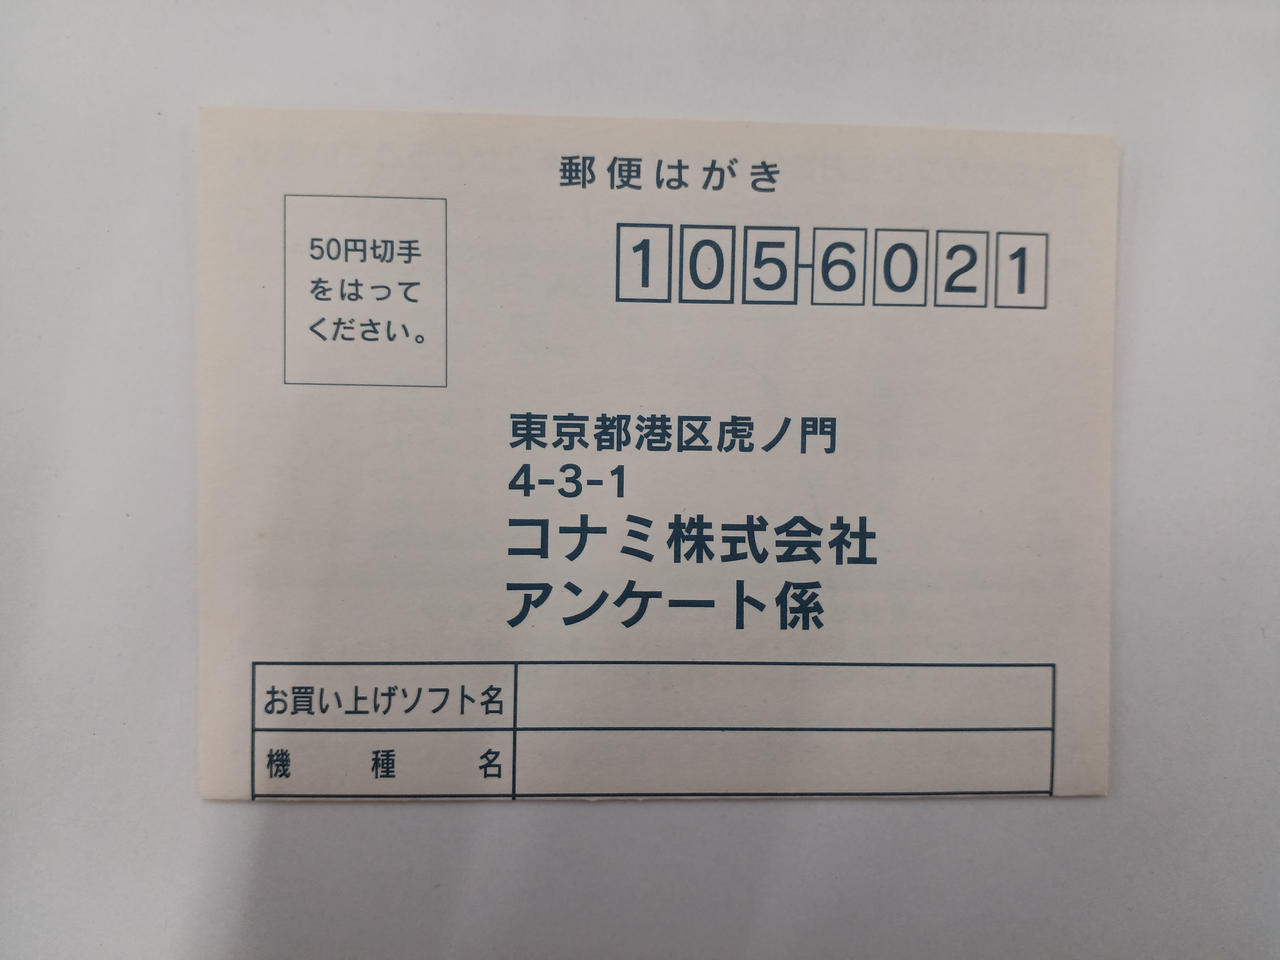 郵便はがき
50円切手
をはって
ください。
105-6021
東京都港区虎ノ門
4-3-1
コナミ株式会社
アンケート係
お買い上げソフト名
機種名